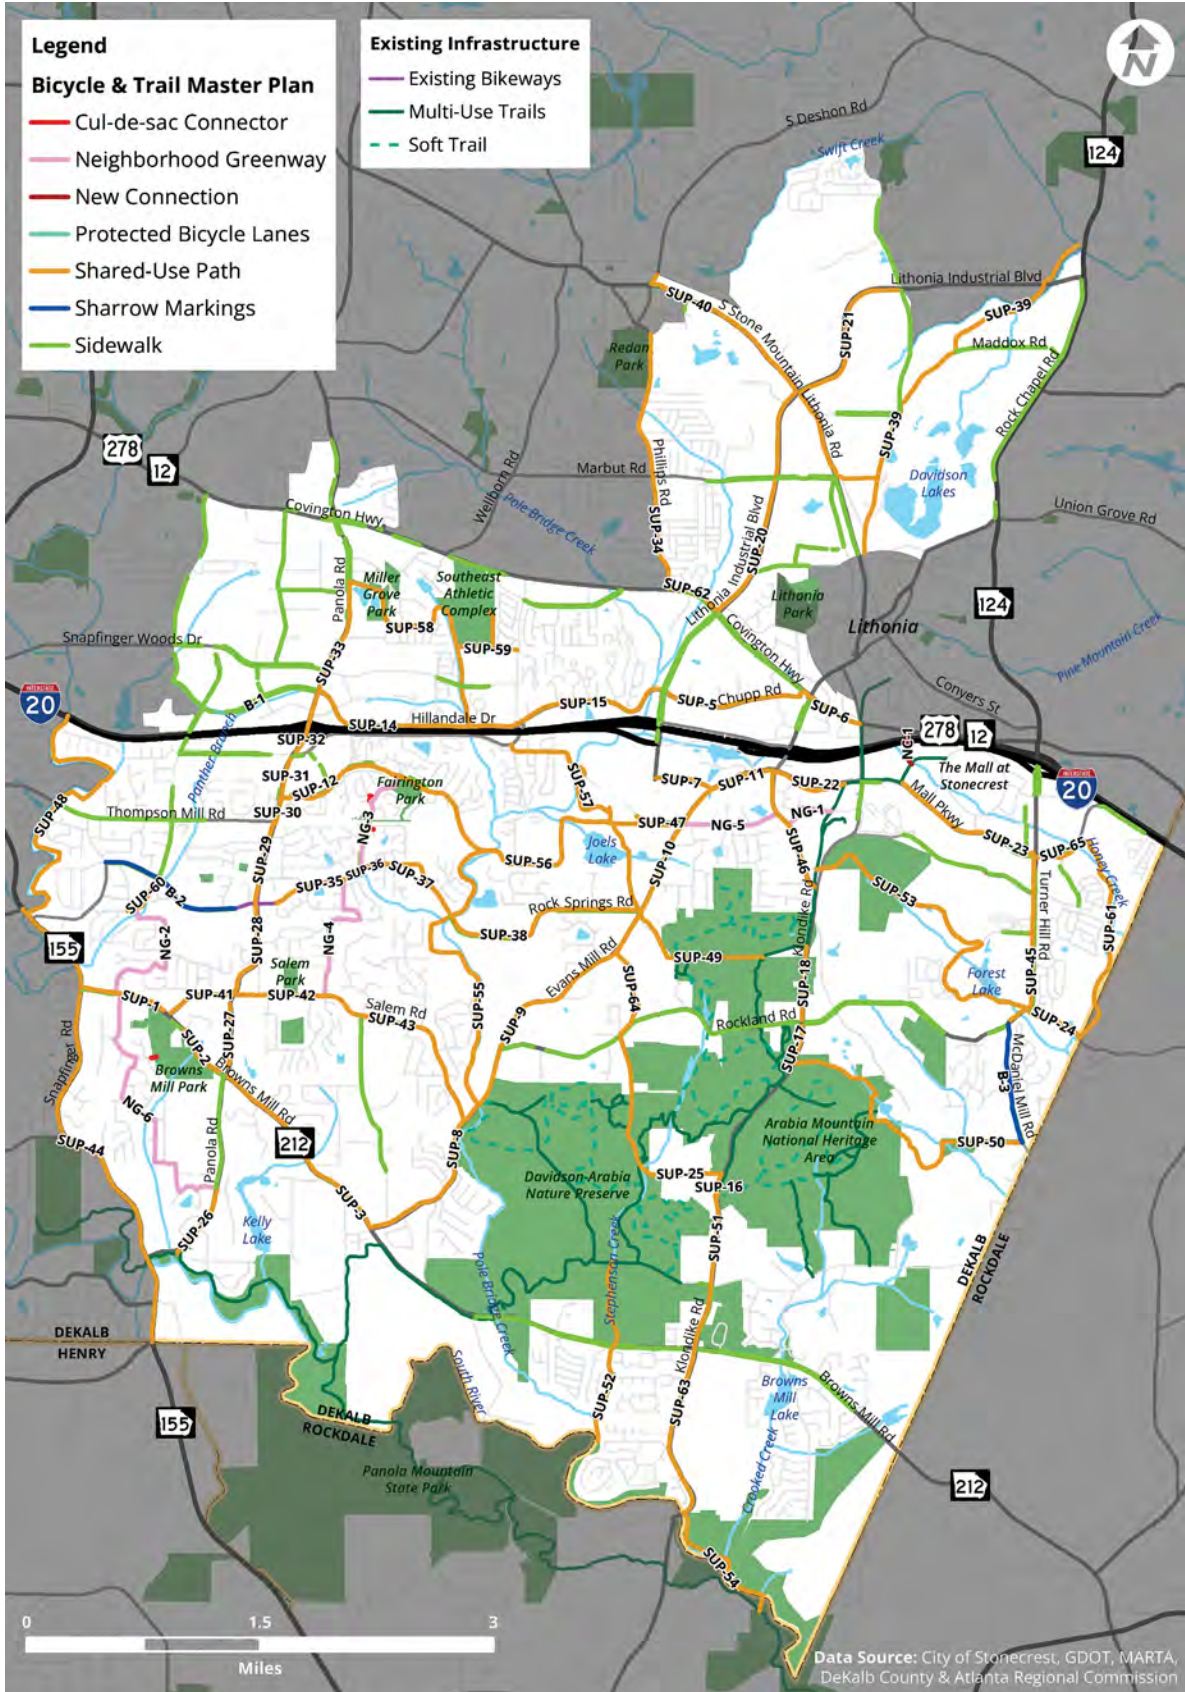 Legend
Bicycle & Trail Master Plan
Cul-de-sac Connector
Neighborhood Greenway
New Connection
Protected Bicycle Lanes
Shared-Use Path
Sharrow Markings
Sidewalk
Existing Infrastructure
Existing Bikeways
Multi-Use Trails
Soft Trail
N
S Deshon Rd
Swift Creek
124
Lithonia Industrial Blvd
SUP-40
S Stone Mountain Lithonia Rd
SUP-21
SUP-39
Maddox Rd
Redan
Park
Rock Chapel Rd
278
12
Wellborn Rd
Marbut Rd
Phillips Rd
SUP-39
Davidson
Lakes
Covington Hwy
Pole Bridge Creek
SUP-34
Lithonia Industrial Blvd
SUP-20
Union Grove Rd
Panola Rd
Miller
Grove
Park
Southeast
Athletic
Complex
SUP-62
Lithonia
Park
124
SUP-58
Covington Hwy
Lithonia
Snapfinger Woods Dr
SUP-33
SUP-59
Pine Mountain Creek
INTERSTATE
20
B-1
SUP-14
Hillandale Dr
SUP-15
SUP-5
Chupp Rd
SUP-6
Conyers St
Panther Branch
SUP-32
NG-1
278
12
SUP-31
SUP-12
Fairington
Park
SUP-57
SUP-7
SUP-11
SUP-22
The Mall at
Stonecrest
INTERSTATE
20
SUP-48
Thompson Mill Rd
SUP-30
NG-3
SUP-47
NG-5
NG-1
Mall Pkwy
SUP-23
SUP-65
Honey Creek
SUP-29
Joels
Lake
SUP-10
SUP-46
SUP-56
SUP-60
B-2
SUP-35
SUP-36
SUP-37
SUP-53
Turner Hill Rd
SUP-61
Rock Springs Rd
Klondike Rd
155
NG-2
SUP-28
NG-4
SUP-38
Evans Mill Rd
SUP-49
SUP-18
SUP-45
Salem
Park
Forest
Lake
SUP-1
SUP-41
SUP-42
Salem Rd
SUP-43
SUP-55
SUP-9
SUP-64
Rockland Rd
SUP-24
Snapfinger Rd
SUP-2
SUP-27
SUP-17
McDaniel Mill Rd
B-3
Browns
Mill Park
Browns Mill Rd
NG-6
212
SUP-8
Arabia Mountain
National Heritage
Area
SUP-50
SUP-44
Panola Rd
Davidson-Arabia
Nature Preserve
SUP-25
SUP-16
SUP-3
SUP-26
Kelly
Lake
SUP-51
Stephenson Creek
Pole Bridge Creek
DEKALB
ROCKDALE
DEKALB
HENRY
Klondike Rd
South River
SUP-52
SUP-63
Browns
Mill
Lake
Browns Mill Rd
155
DEKALB
ROCKDALE
Panola Mountain
State Park
Crooked Creek
212
SUP-54
0
1.5
3
Miles
Data Source: City of Stonecrest, GDOT, MARTA,
DeKalb County & Atlanta Regional Commission